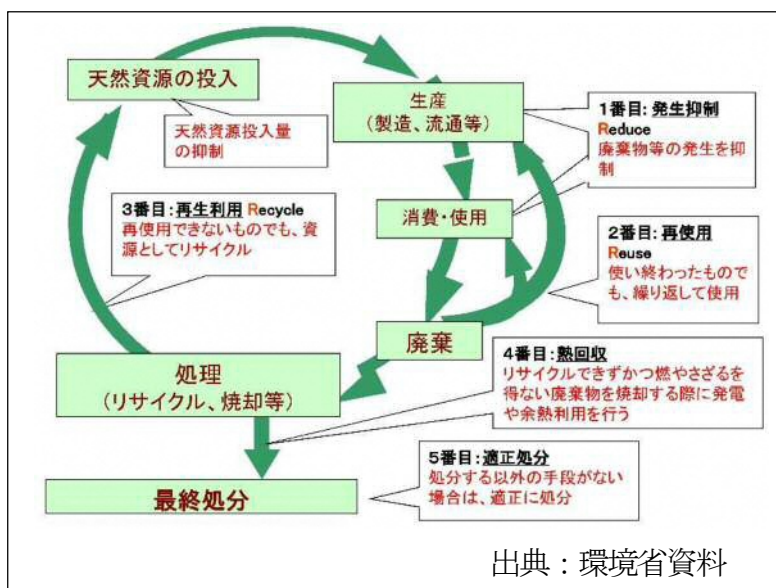 天然資源の投入
天然資源投入量
の抑制
生産
(製造、流通等)
1番目:発生抑制
Reduce
廃棄物等の発生を抑
制
3番目:再生利用 Recycle
再使用できないものでも、資
源としてリサイクル
消費・使用
2番目:再使用
Reuse
使い終わったもので
も、繰り返して使用
廃棄
処理
(リサイクル、焼却等)
4番目:熱回収
リサイクルできずかつ燃やさざるを
得ない廃棄物を焼却する際に発電
や余熱利用を行う
5番目:適正処分
処分する以外の手段がない
場合は、適正に処分
最終処分
出典:環境省資料